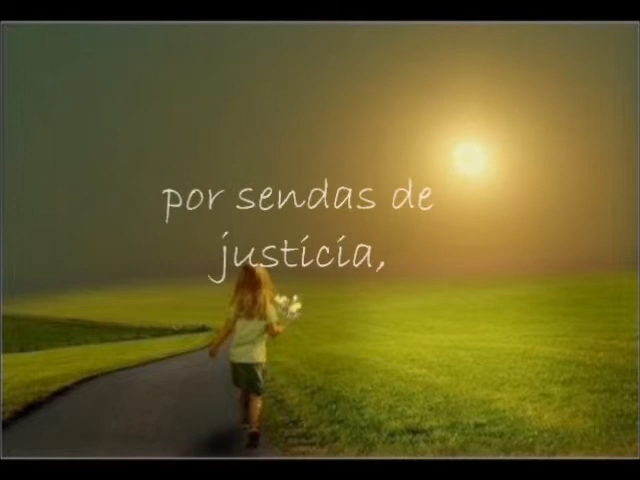 por sendas de
justicia,